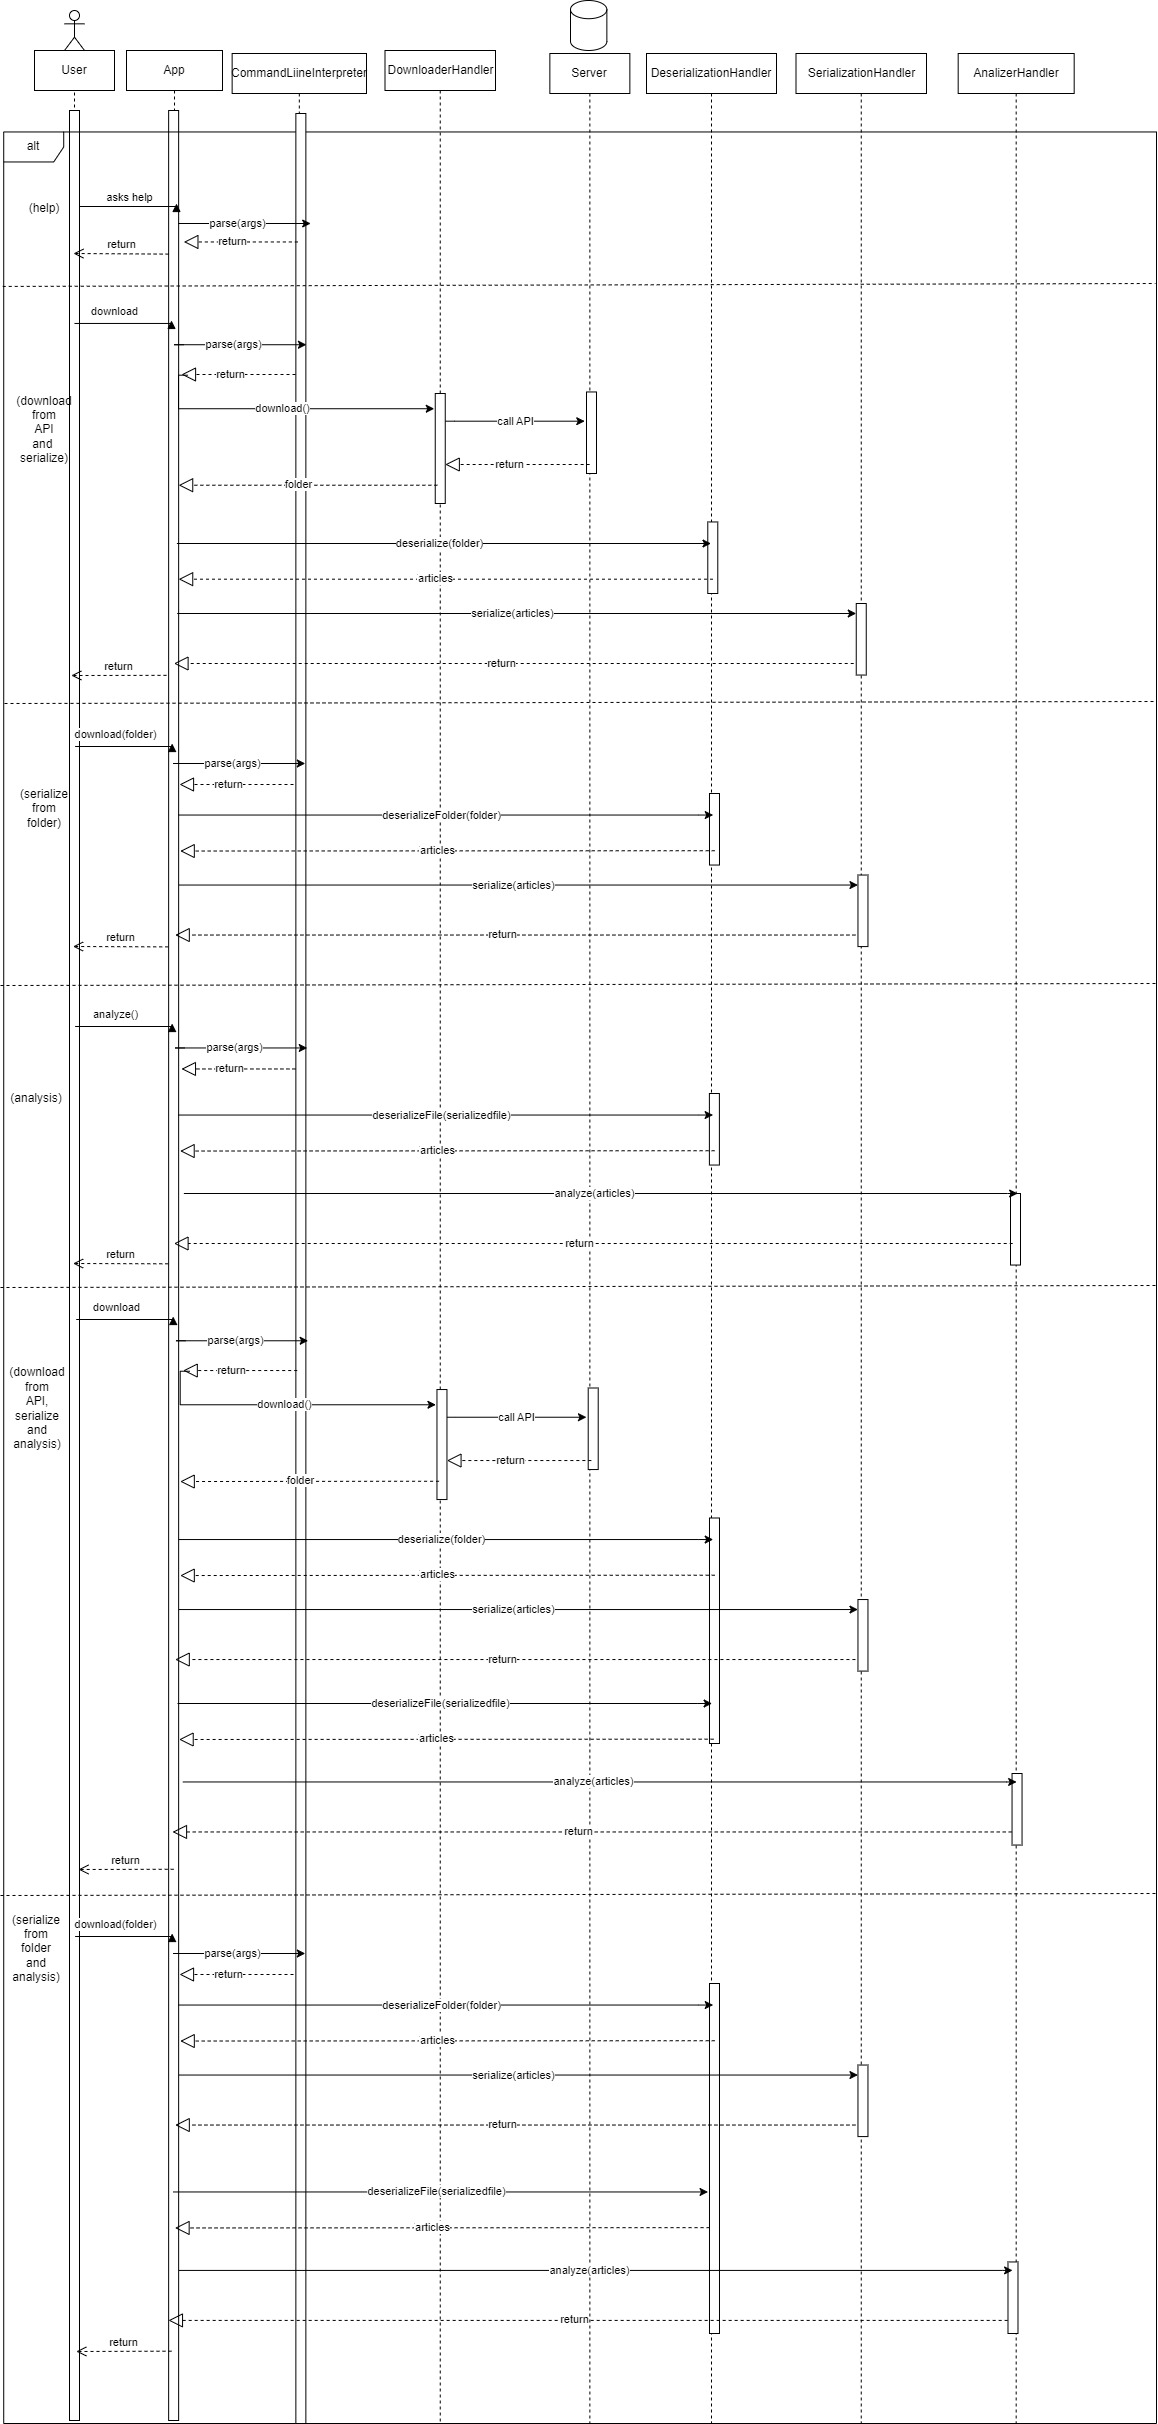 User
App
CommandLiineInterpreter
DownloaderHandler
Server
DeserializationHandler
SerializationHandler
AnalizerHandler
alt
(help)
asks help
parse(args)
return
return
download
parse(args)
return
(download
from
API
and
serialize)
download()
call API
return
folder
deserialize(folder)
articles
serialize(articles)
return
return
download(folder)
parse(args)
return
(serialize
from
folder)
deserializeFolder(folder)
articles
serialize(articles)
return
return
analyze()
parse(args)
return
(analysis)
deserializeFile(serializedfile)
articles
analyze(articles)
return
return
download
parse(args)
return
(download
from
API,
serialize
and
analysis)
download()
call API
return
folder
deserialize(folder)
articles
serialize(articles)
return
deserializeFile(serializedfile)
articles
analyze(articles)
return
return
(serialize
from
folder
and
analysis)
download(folder)
parse(args)
return
deserializeFolder(folder)
articles
serialize(articles)
return
deserializeFile(serializedfile)
articles
analyze(articles)
return
return